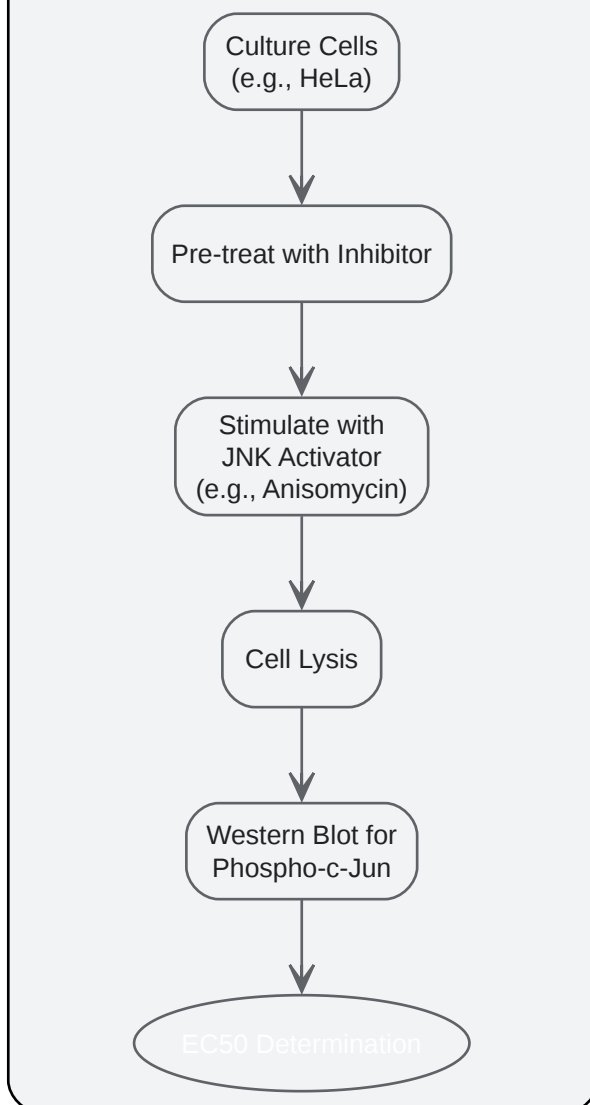 Culture Cells
(e.g., HeLa)
Pre-treat with Inhibitor
Stimulate with
JNK Activator
(e.g., Anisomycin)
Cell Lysis
Western Blot for
Phospho-c-Jun
EC50 Determination